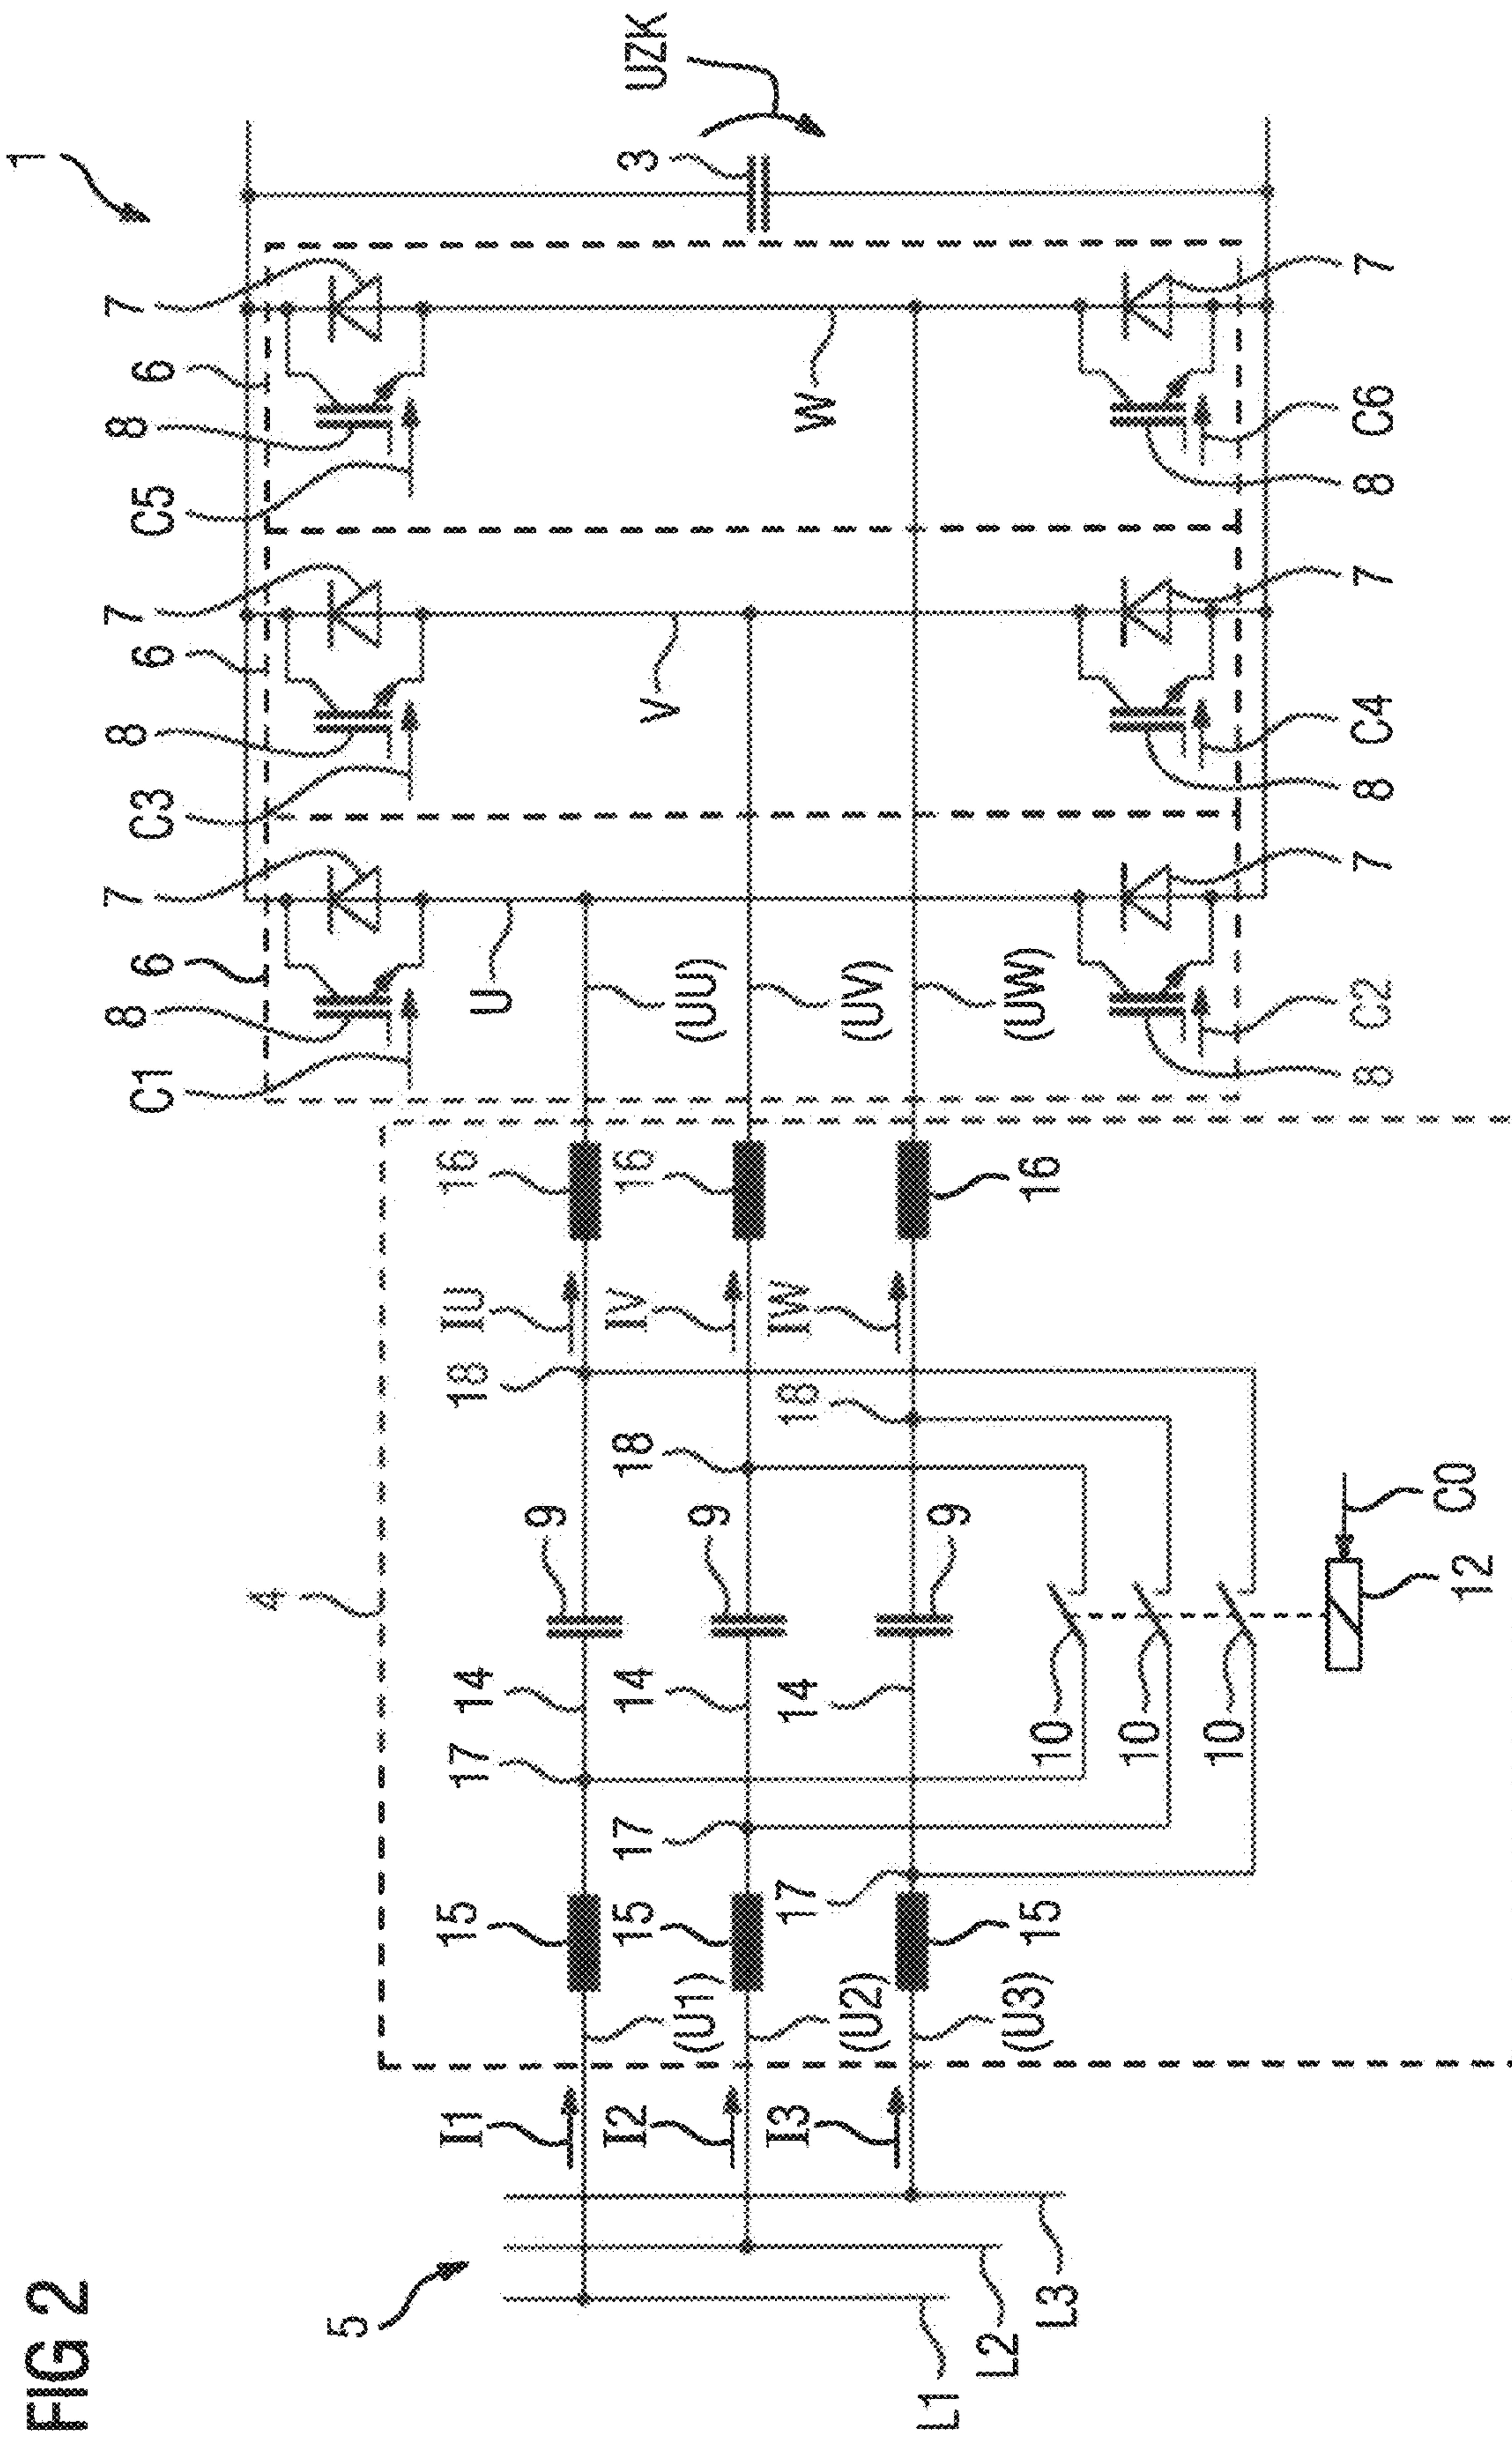 FIG 2
1
8 7 8 7 8 7
C1 6 C3 6 C5 6
4
5
I1 15 17 14 18 IU 16 U
9
I2 15 17 14 18 IV 16 V 3 UZK
(U1) 9 (UU)
I3 17 14 18 IW W
(U2) (UV)
L1 9
L2 (U3) (UW)
15 16
L3 10
10
10
8 C2 7 8 C4 7 8 C6 7
12 C0